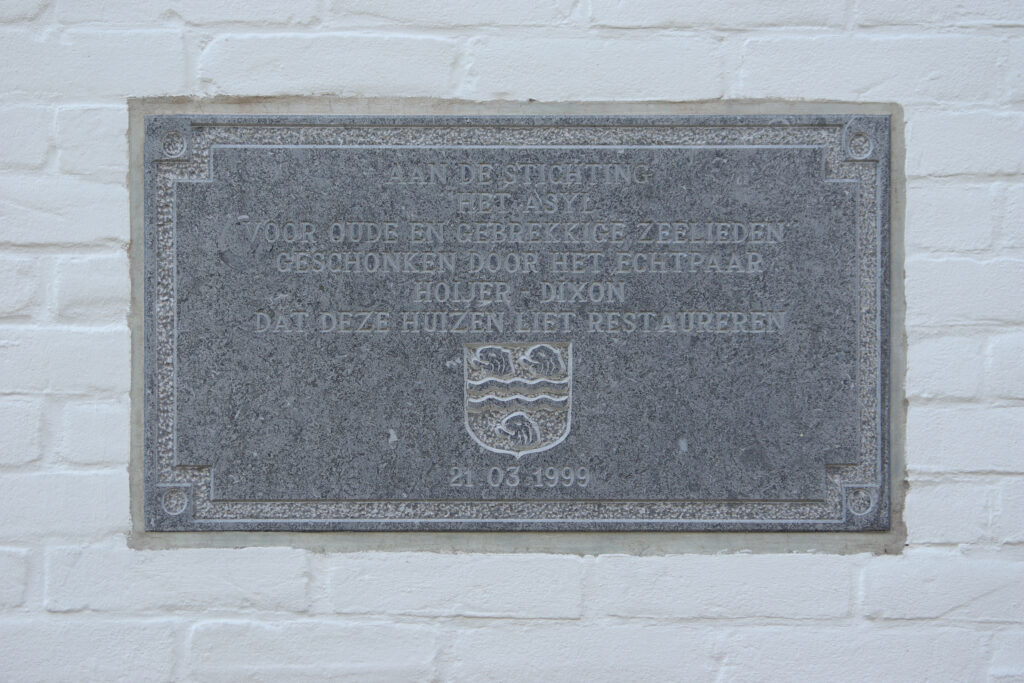 AAN DE STICHTING
HET ASYL
VOOR OUDE EN GEBREKKIGE ZEELIEDEN
GESCHONKEN DOOR HET ECHTPAAR
HOIJER DIXON
DAT DEZE HUIZEN LIET RESTAUREREN
21 03 1999